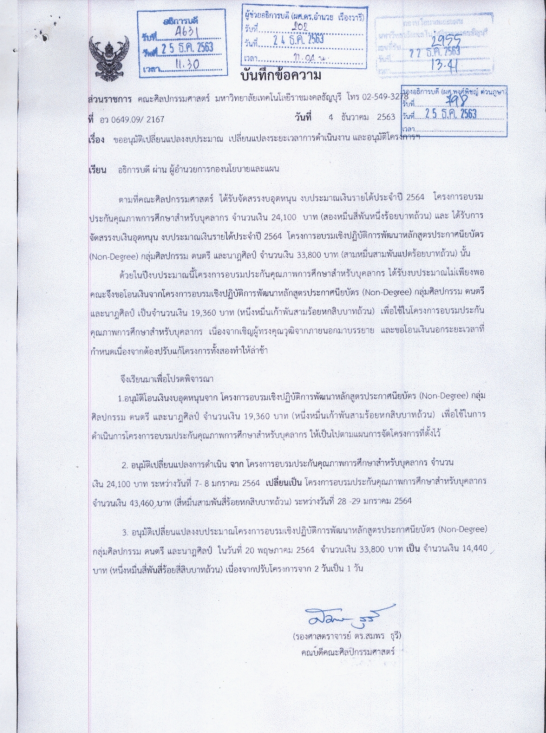 อธิการบดี
รับที่ A631
วันที่ 25 ธ.ค. 2563
เวลา 11.30
ผู้ช่วยอธิการบดี (ผศ.ดร.อำนวย เรืองวารี)
รับที่
วันที่ 24 ธ.ค. 2563
เวลา
2955
วันที่ 22 ธ.ค. 2563
13.41
บันทึกข้อความ
ส่วนราชการ คณะศิลปกรรมศาสตร์ มหาวิทยาลัยเทคโนโลยีราชมงคลธัญบุรี โทร 02-549-3278
รับที่ 798
วันที่ 25 ธ.ค. 2563
เวลา
ที่ อว 0649.09/ 2167 วันที่ 4 ธันวาคม 2563
เรื่อง ขออนุมัติเปลี่ยนแปลงงบประมาณ เปลี่ยนแปลงระยะเวลาการดำเนินงาน และอนุมัติโครงการฯ
เรียน อธิการบดี ผ่าน ผู้อำนวยการกองนโยบายและแผน
ตามที่คณะศิลปกรรมศาสตร์ ได้รับจัดสรรงบอุดหนุน งบประมาณเงินรายได้ประจำปี 2564 โครงการอบรม
ประกันคุณภาพการศึกษาสำหรับบุคลากร จำนวนเงิน 24,100 บาท (สองหมื่นสี่พันหนึ่งร้อยบาทถ้วน) และ ได้รับการ
จัดสรรงบเงินอุดหนุน งบประมาณเงินรายได้ประจำปี 2564 โครงการอบรมเชิงปฏิบัติการพัฒนาหลักสูตรประกาศนียบัตร
(Non-Degree) กลุ่มศิลปกรรม ดนตรี และนาฏศิลป์ จำนวนเงิน 33,800 บาท (สามหมื่นสามพันแปดร้อยบาทถ้วน) นั้น
ด้วยในปีงบประมาณนี้โครงการอบรมประกันคุณภาพการศึกษาสำหรับบุคลากร ได้รับงบประมาณไม่เพียงพอ
คณะจึงขอโอนเงินจากโครงการอบรมเชิงปฏิบัติการพัฒนาหลักสูตรประกาศนียบัตร (Non-Degree) กลุ่มศิลปกรรม ดนตรี
และนาฏศิลป์ เป็นจำนวนเงิน 19,360 บาท (หนึ่งหมื่นเก้าพันสามร้อยหกสิบบาทถ้วน) เพื่อใช้ในโครงการอบรมประกัน
คุณภาพการศึกษาสำหรับบุคลากร เนื่องจากเชิญผู้ทรงคุณวุฒิจากภายนอกมาบรรยาย และขอโอนเงินนอกระยะเวลาที่
กำหนดเนื่องจากต้องปรับแก้โครงการทั้งสองทำให้ล่าช้า
จึงเรียนมาเพื่อโปรดพิจารณา
1.อนุมัติโอนเงินงบอุดหนุนจาก โครงการอบรมเชิงปฏิบัติการพัฒนาหลักสูตรประกาศนียบัตร (Non-Degree) กลุ่ม
ศิลปกรรม ดนตรี และนาฏศิลป์ จำนวนเงิน 19,360 บาท (หนึ่งหมื่นเก้าพันสามร้อยหกสิบบาทถ้วน) เพื่อใช้ในการ
ดำเนินการโครงการอบรมประกันคุณภาพการศึกษาสำหรับบุคลากร ให้เป็นไปตามแผนการจัดโครงการที่ตั้งไว้
2. อนุมัติเปลี่ยนแปลงการดำเนิน จาก โครงการอบรมประกันคุณภาพการศึกษาสำหรับบุคลากร จำนวน
เงิน 24,100 บาท ระหว่างวันที่ 7- 8 มกราคม 2564 เปลี่ยนเป็น โครงการอบรมประกันคุณภาพการศึกษาสำหรับบุคลากร
จำนวนเงิน 43,460 บาท (สี่หมื่นสามพันสี่ร้อยหกสิบบาทถ้วน) ระหว่างวันที่ 28 -29 มกราคม 2564
3. อนุมัติเปลี่ยนแปลงงบประมาณโครงการอบรมเชิงปฏิบัติการพัฒนาหลักสูตรประกาศนียบัตร (Non-Degree)
กลุ่มศิลปกรรม ดนตรี และนาฏศิลป์ ในวันที่ 20 พฤษภาคม 2564 จำนวนเงิน 33,800 บาท เป็น จำนวนเงิน 14,440
บาท (หนึ่งหมื่นสี่พันสี่ร้อยสี่สิบบาทถ้วน) เนื่องจากปรับโครงการจาก 2 วันเป็น 1 วัน
(รองศาสตราจารย์ ดร.สมพร ธุรี)
คณบดีคณะศิลปกรรมศาสตร์